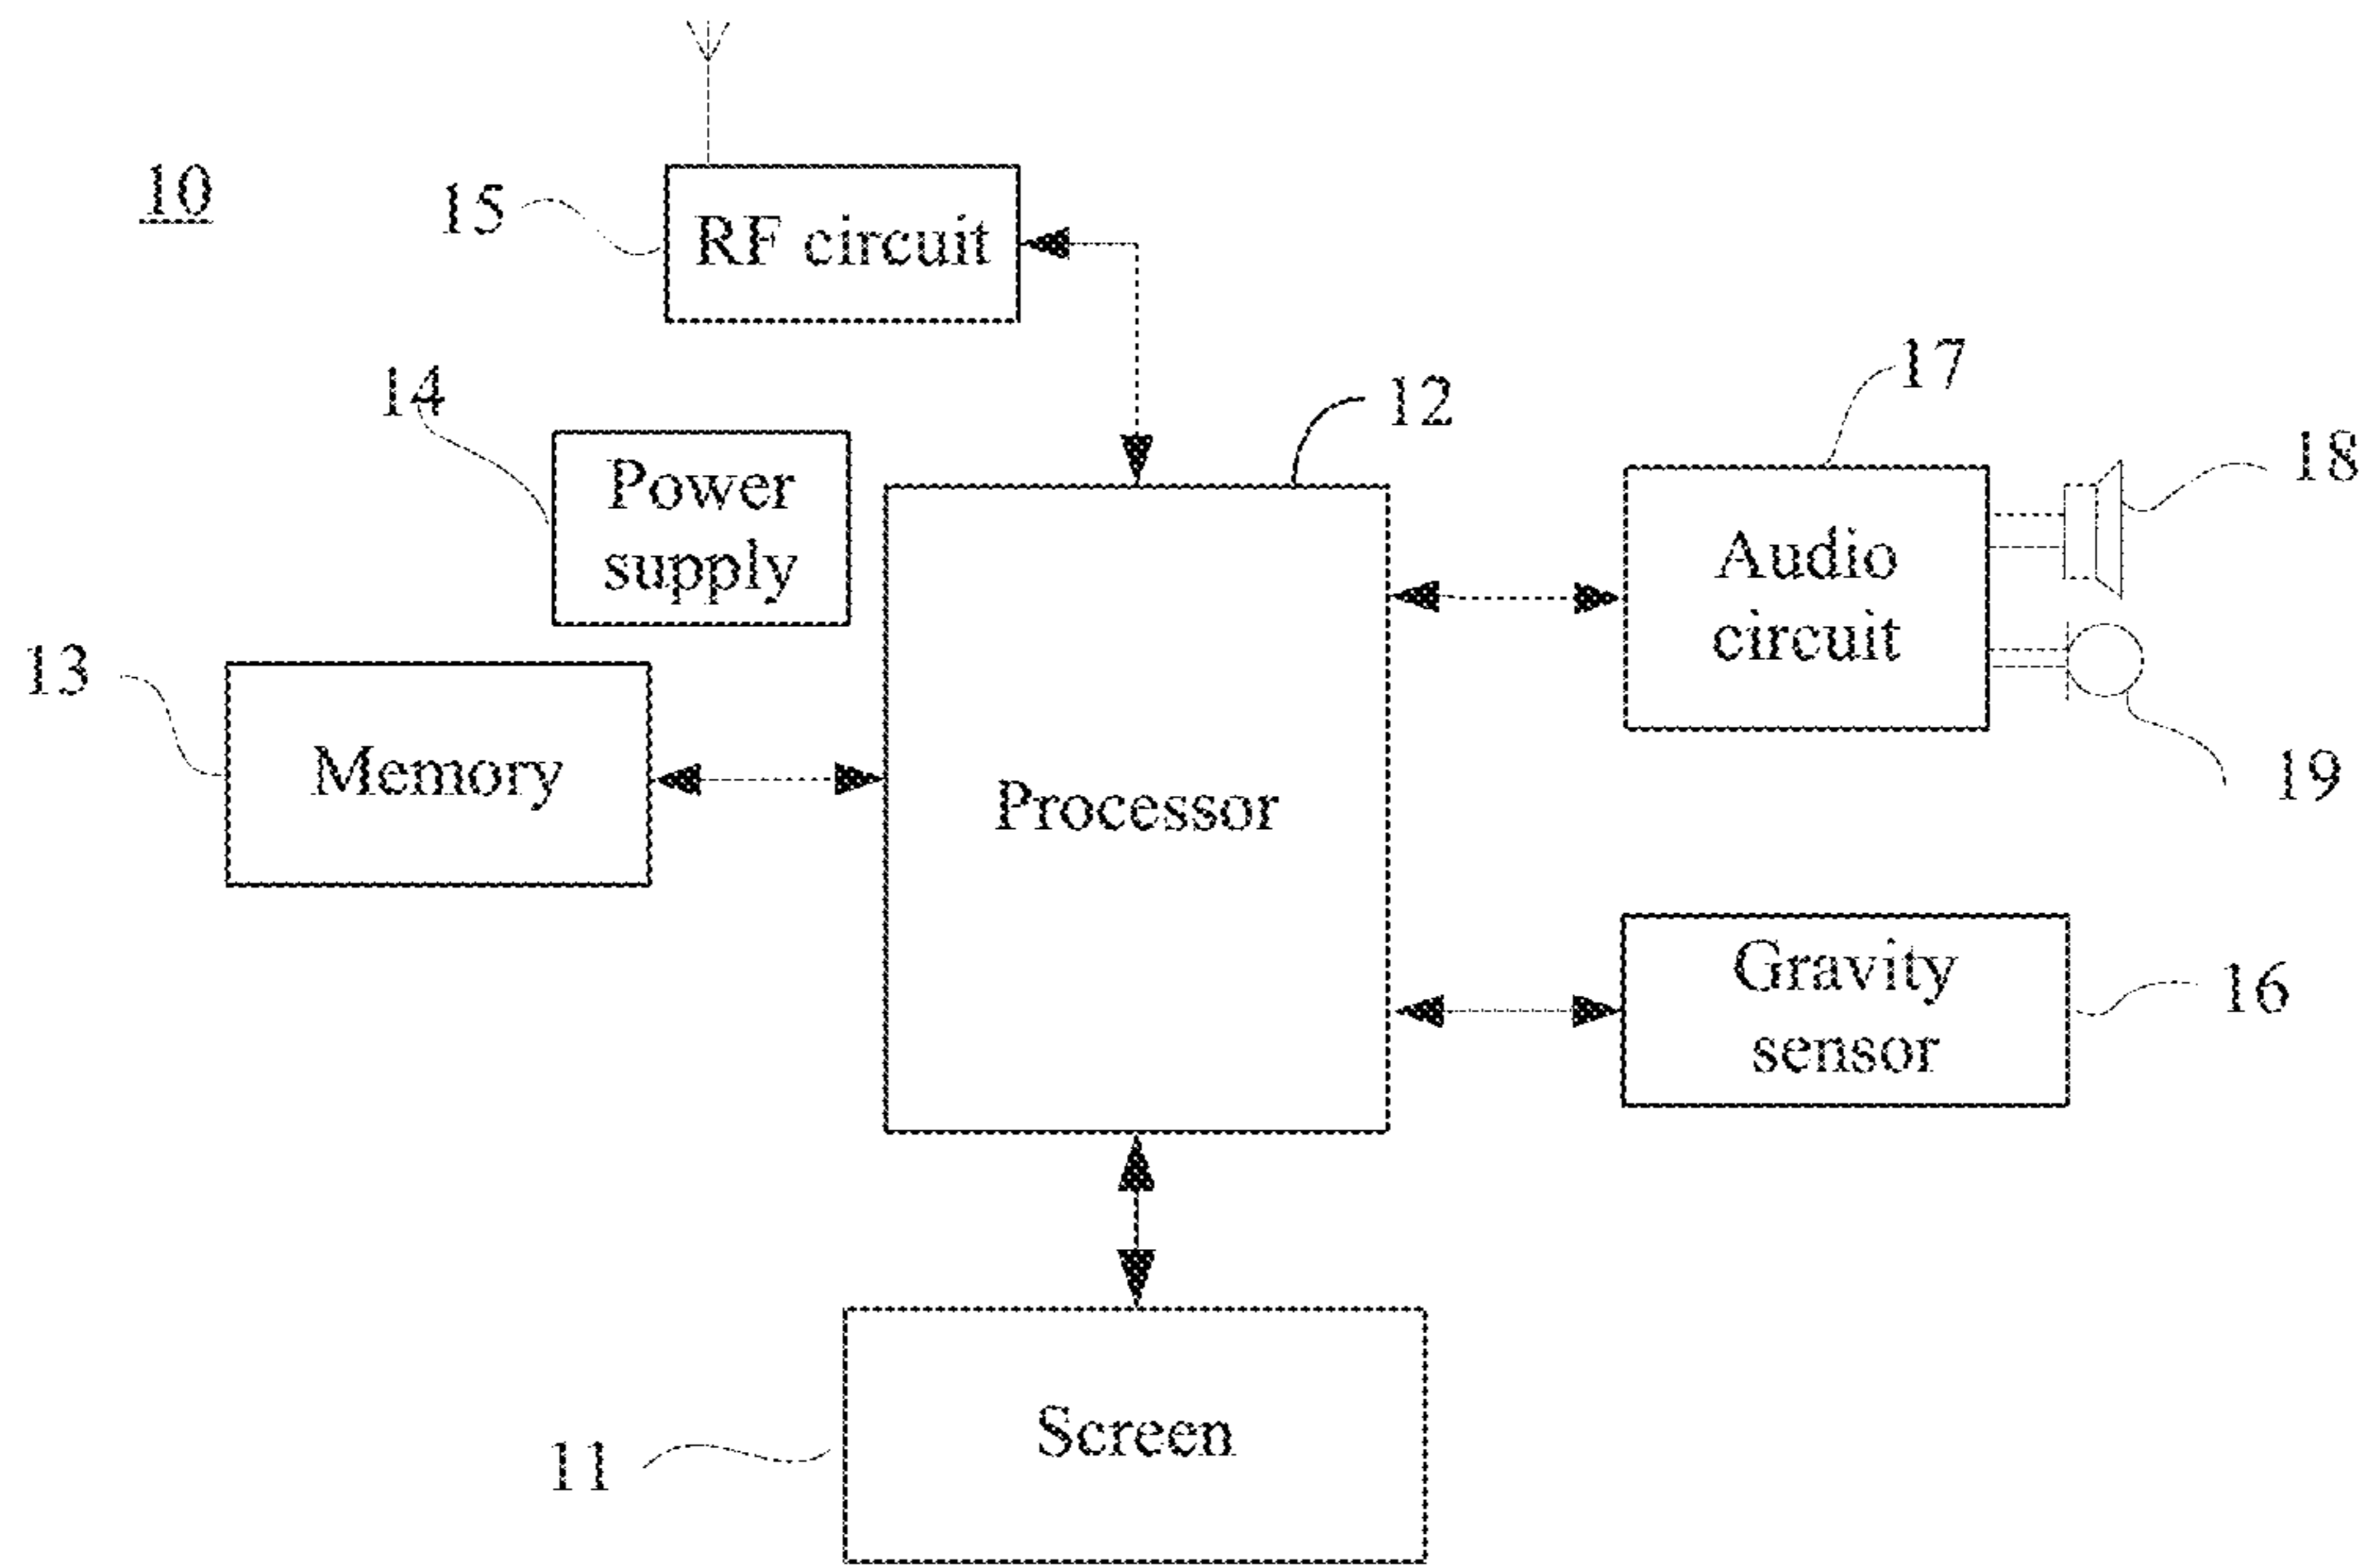 10
15
RF circuit
14
12
17
Power
supply
18
Audio
circuit
13
Memory
Processor
19
Gravity
sensor
16
Screen
11